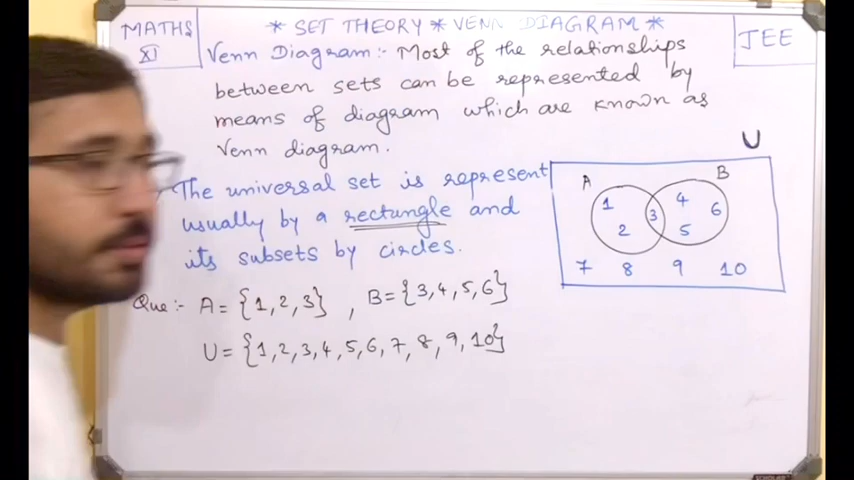 MATHS
XI
* SET THEORY * VENN DIAGRAM *
JEE
Venn Diagram:- Most of the relationships
between sets can be represented by
means of diagram which are known as
Venn diagram.
The universal set is represent
usually by a rectangle and
its subsets by circles.
Que:- A = {1,2,3} , B = {3,4,5,6}
U = {1,2,3,4,5,6,7,8,9,10}
U
A B
1 4
3 6
2 5
7 8 9 10